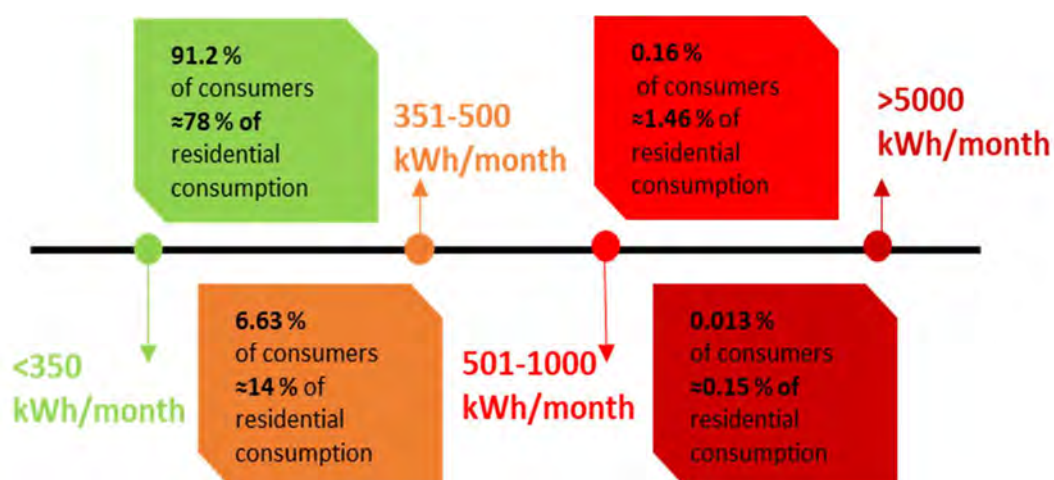 91.2 %
of consumers
≈78 % of
residential
consumption
<350
kWh/month
351-500
kWh/month
6.63 %
of consumers
≈14 % of
residential
consumption
0.16 %
of consumers
≈1.46 % of
residential
consumption
501-1000
kWh/month
>5000
kWh/month
0.013 %
of consumers
≈0.15 % of
residential
consumption